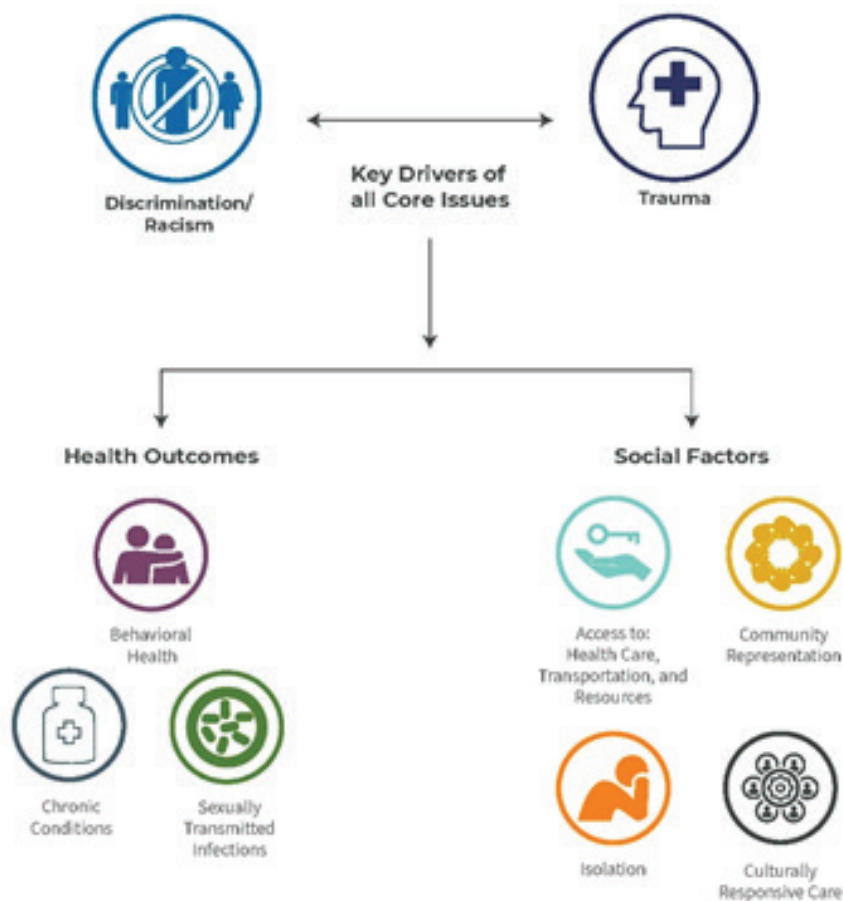 Discrimination/
Racism
Key Drivers of
all Core Issues
Trauma
Health Outcomes
Behavioral
Health
Chronic
Conditions
Sexually
Transmitted
Infections
Social Factors
Access to:
Health Care,
Transportation, and
Resources
Community
Representation
Isolation
Culturally
Responsive Care